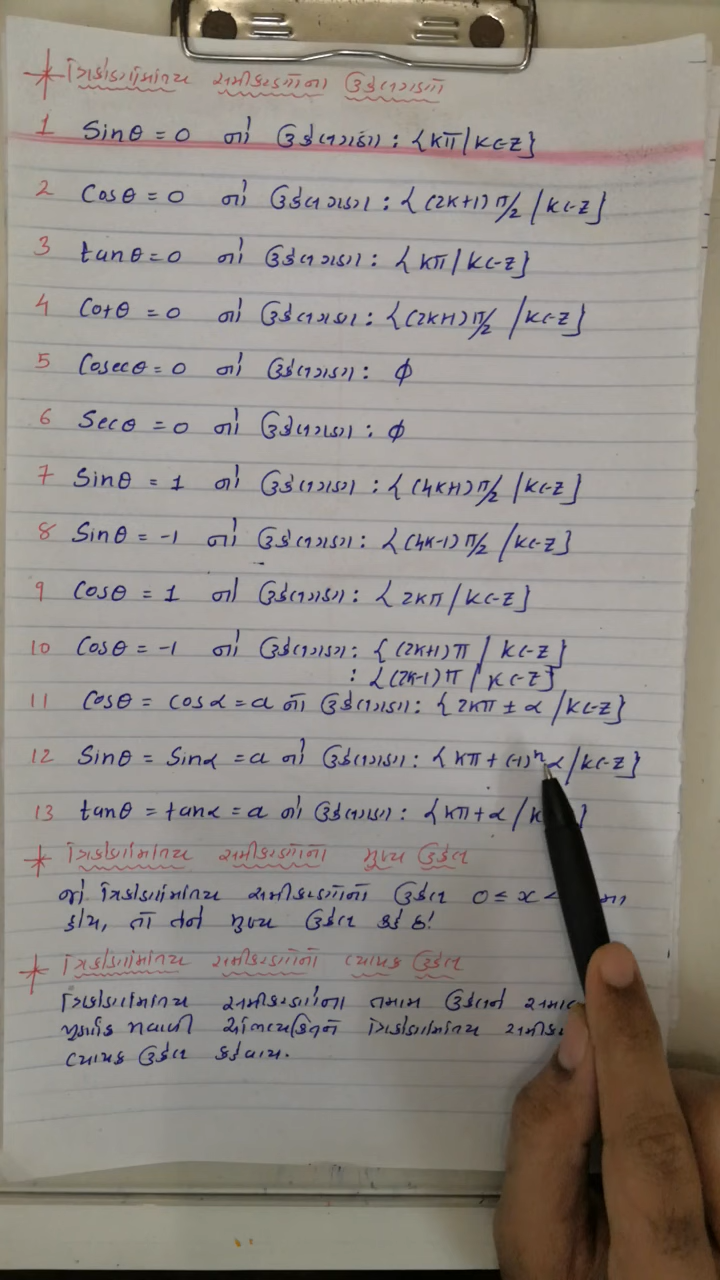 * ત્રિકોણમિતિય સમીકરણોના ઉકેલગણો
1 Sinθ = 0 નો ઉકેલગણ : {kπ/k∈Z}
2 Cosθ = 0 નો ઉકેલગણ : {(2k+1)π/2 /k∈Z}
3 tanθ = 0 નો ઉકેલગણ : {kπ/k∈Z}
4 Cotθ = 0 નો ઉકેલગણ : {(2k+1)π/2 /k∈Z}
5 Cosecθ = 0 નો ઉકેલગણ : ϕ
6 Secθ = 0 નો ઉકેલગણ : ϕ
7 Sinθ = 1 નો ઉકેલગણ : {(4k+1)π/2 /k∈Z}
8 Sinθ = -1 નો ઉકેલગણ : {(4k-1)π/2 /k∈Z}
9 Cosθ = 1 નો ઉકેલગણ : {2kπ/k∈Z}
10 Cosθ = -1 નો ઉકેલગણ : {(2k+1)π / k∈Z}
: {(2k-1)π / k∈Z}
11 Cosθ = cosα = a નો ઉકેલગણ : {2kπ ± α /k∈Z}
12 Sinθ = Sinα = a નો ઉકેલગણ : {kπ + (-1)ⁿα/k∈Z}
13 tanθ = tanα = a નો ઉકેલગણ : {kπ+α /k }
* ત્રિકોણમિતિય સમીકરણોના મુખ્ય ઉકેલ
જો ત્રિકોણમિતિય સમીકરણોનો ઉકેલ 0 ≤ x <
હોય, તો તેને મુખ્ય ઉકેલ કહે છે!
* ત્રિકોણમિતિય સમીકરણોનો વ્યાપક ઉકેલ
ત્રિકોણમિતિય સમીકરણોના તમામ ઉકેલને
મુકીને મળતી અભિવ્યક્તિને ત્રિકોણમિતિય
વ્યાપક ઉકેલ કહેવાય.